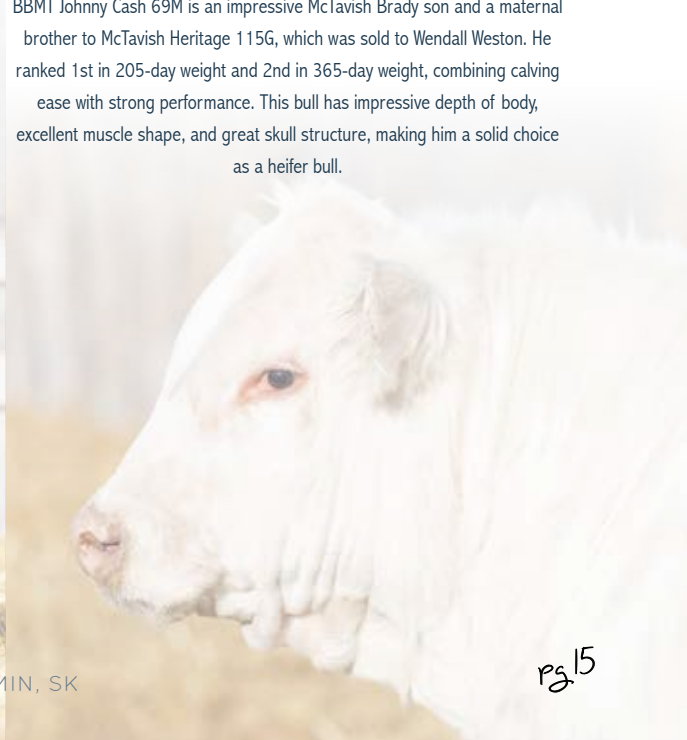 BBMT Johnny Cash 69M is an impressive McTavish Brady son and a maternal
brother to McTavish Heritage 115G, which was sold to Wendall Weston. He
ranked 1st in 205-day weight and 2nd in 365-day weight, combining calving
ease with strong performance. This bull has impressive depth of body,
excellent muscle shape, and great skull structure, making him a solid choice
as a heifer bull.
MIN, SK
pg 15